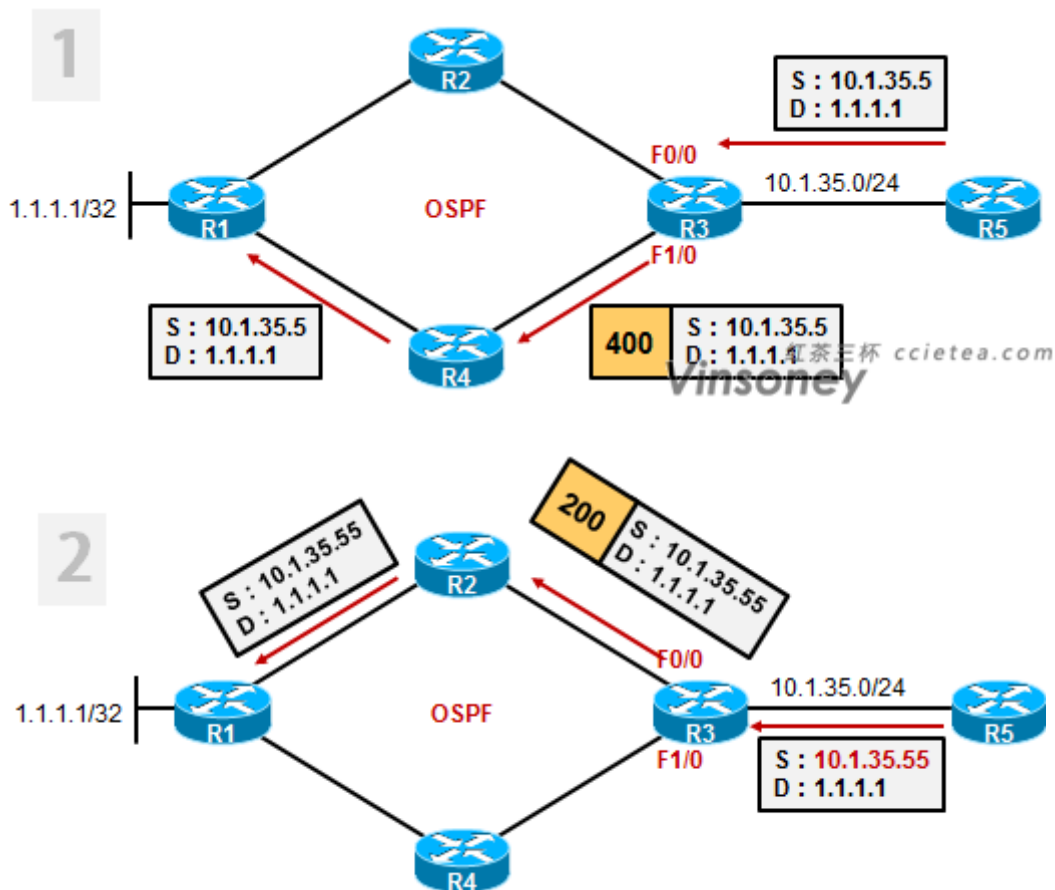 1
R2
S : 10.1.35.5
D : 1.1.1.1
F0/0
10.1.35.0/24
1.1.1.1/32
R1
OSPF
R3
R5
F1/0
S : 10.1.35.5
D : 1.1.1.1
R4
400
S : 10.1.35.5
D : 1.1.1.1
红茶三杯 ccietea.com
Vinsoney
2
200
S : 10.1.35.55
D : 1.1.1.1
S : 10.1.35.55
D : 1.1.1.1
R2
F0/0
10.1.35.0/24
1.1.1.1/32
R1
OSPF
R3
R5
F1/0
S : 10.1.35.55
D : 1.1.1.1
R4